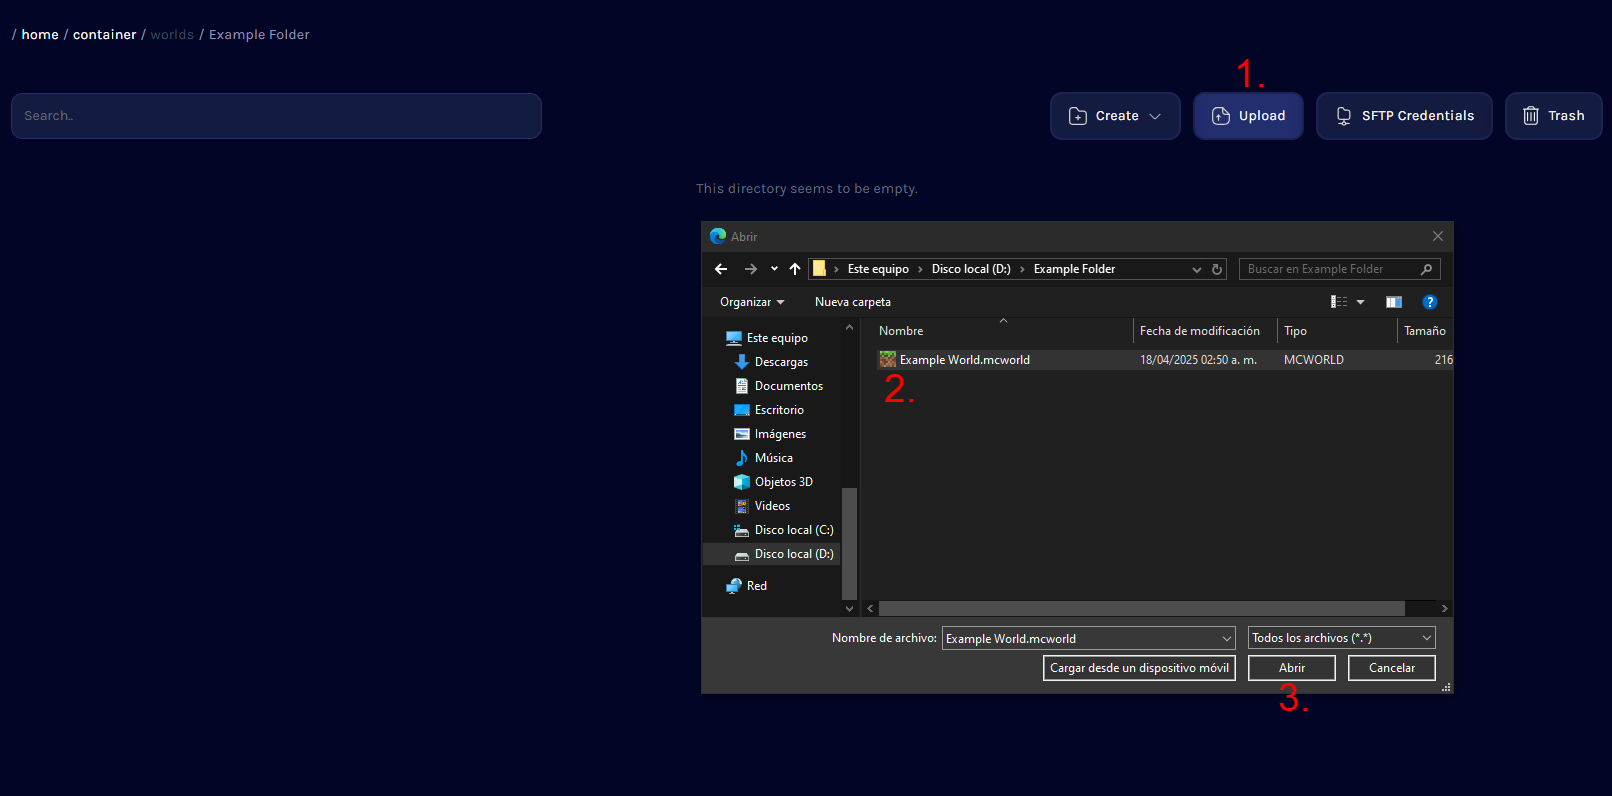 / home / container / worlds / Example Folder
1.
Search..
Create
Upload
SFTP Credentials
Trash
This directory seems to be empty.
Abrir
Este equipo › Disco local (D:) › Example Folder
Buscar en Example Folder
Organizar
Nueva carpeta
Nombre
Fecha de modificación
Tipo
Tamaño
Este equipo
Descargas
Documentos
Escritorio
Imágenes
Música
Objetos 3D
Videos
Disco local (C:)
Disco local (D:)
Red
Example World.mcworld
18/04/2025 02:50 a. m.
MCWORLD
216
2.
Nombre de archivo:
Example World.mcworld
Todos los archivos (*.*)
Cargar desde un dispositivo móvil
Abrir
Cancelar
3.